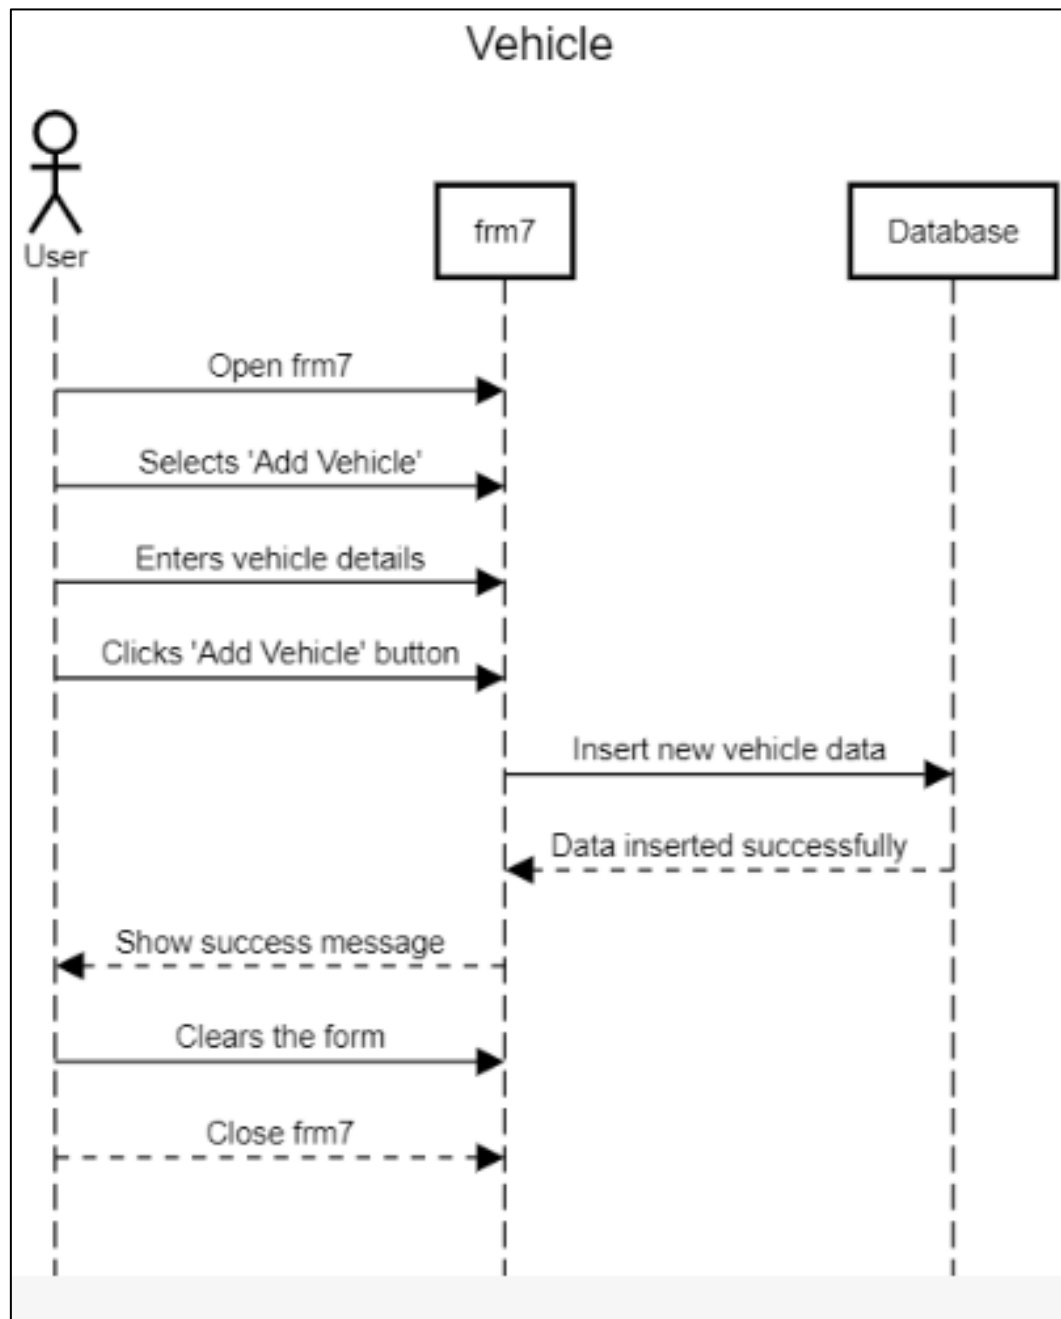 Vehicle
User
frm7
Database
Open frm7
Selects 'Add Vehicle'
Enters vehicle details
Clicks 'Add Vehicle' button
Insert new vehicle data
Data inserted successfully
Show success message
Clears the form
Close frm7